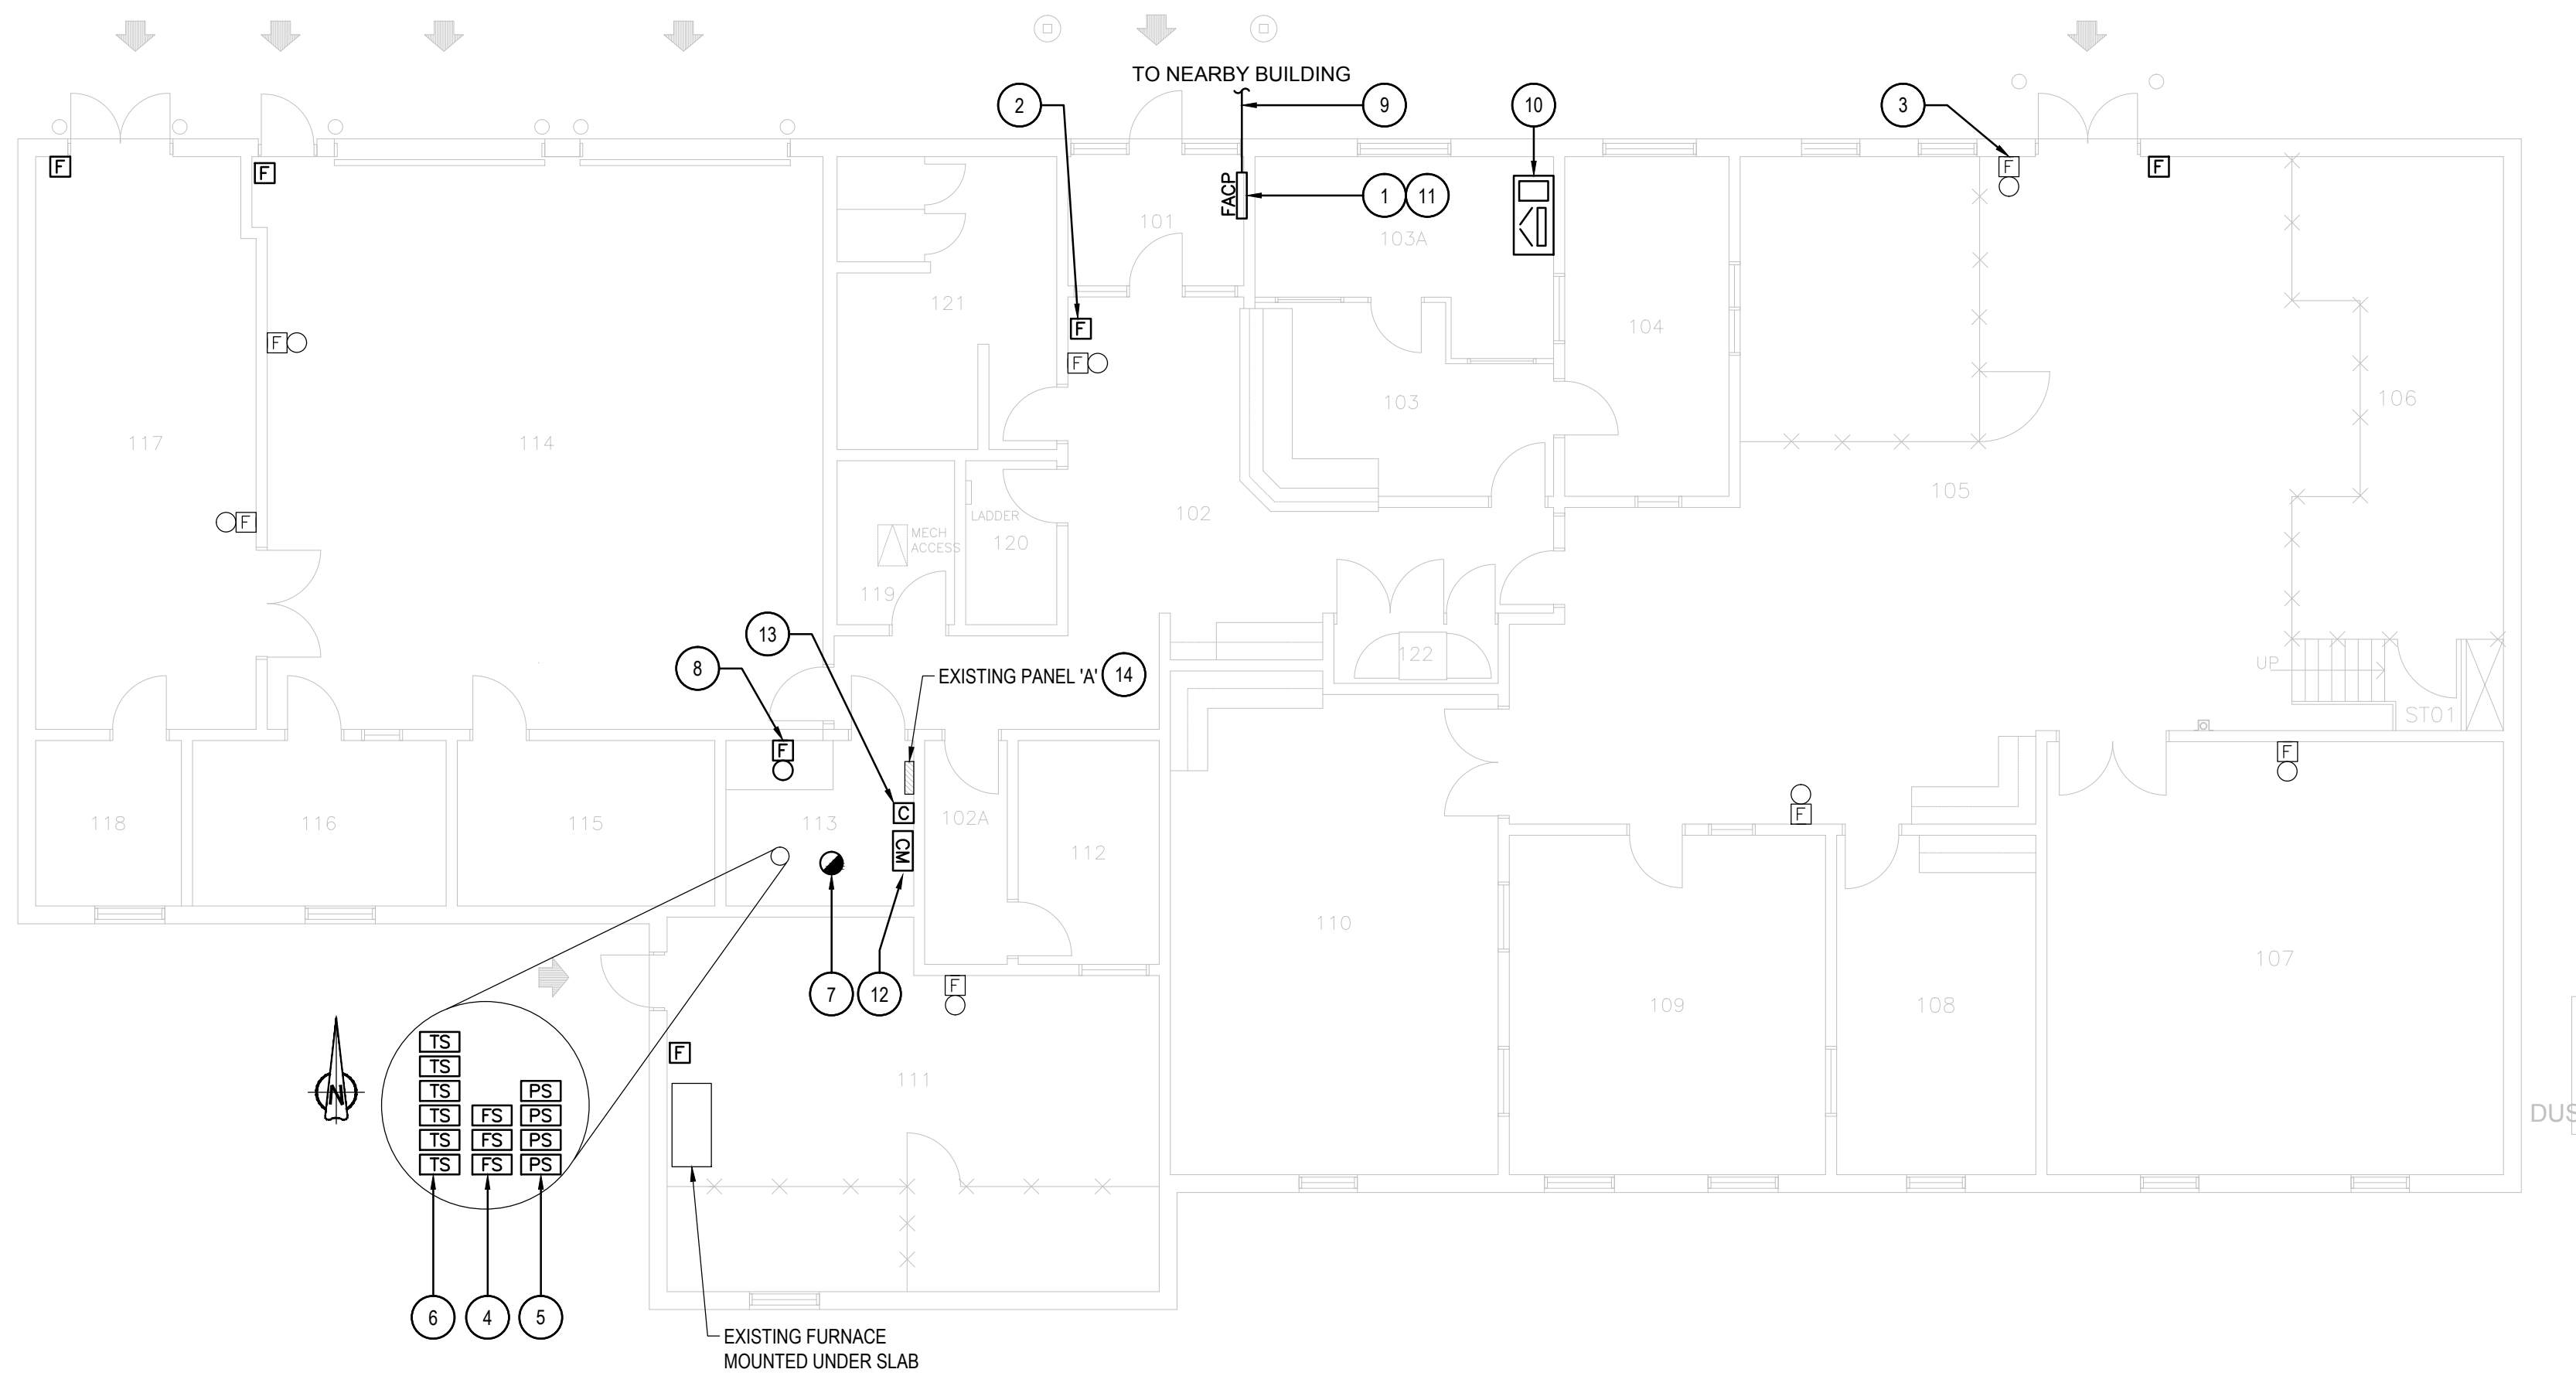 TO NEARBY BUILDING
2
9
10
3
F
F
F
F
FACP
1
11
101
103A
121
104
F
F
F
103
106
117
114
105
F
102
LADDER
MECH
ACCESS
120
119
13
8
EXISTING PANEL 'A'
14
122
UP
ST01
F
F
C
F
118
116
115
113
102A
112
CM
110
107
7
12
F
109
108
N
TS
TS
TS
TS
TS
TS
FS
FS
FS
PS
PS
PS
PS
F
111
6
4
5
EXISTING FURNACE
MOUNTED UNDER SLAB